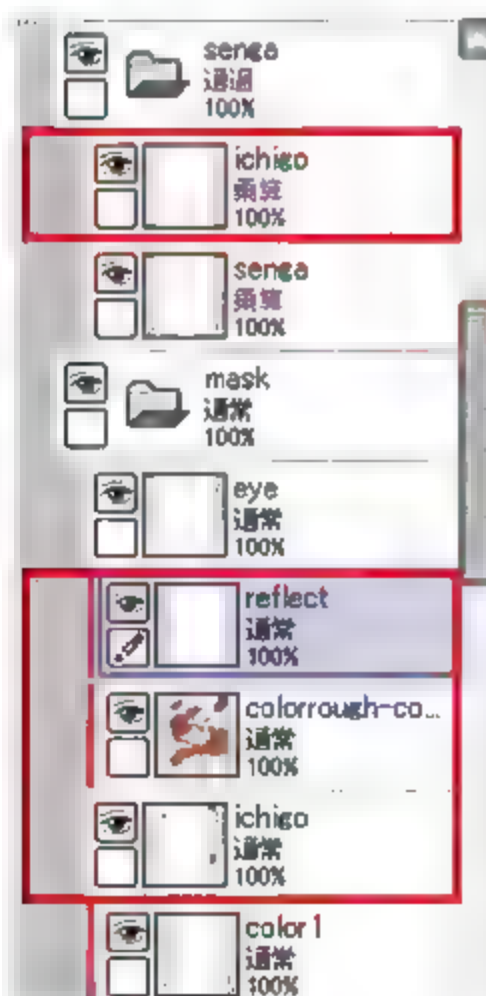 senga
通過
100%
ichigo
乗算
100%
senga
乗算
100%
mask
通常
100%
eye
通常
100%
reflect
通常
100%
colorrough-co...
通常
100%
ichigo
通常
100%
color1
通常
100%